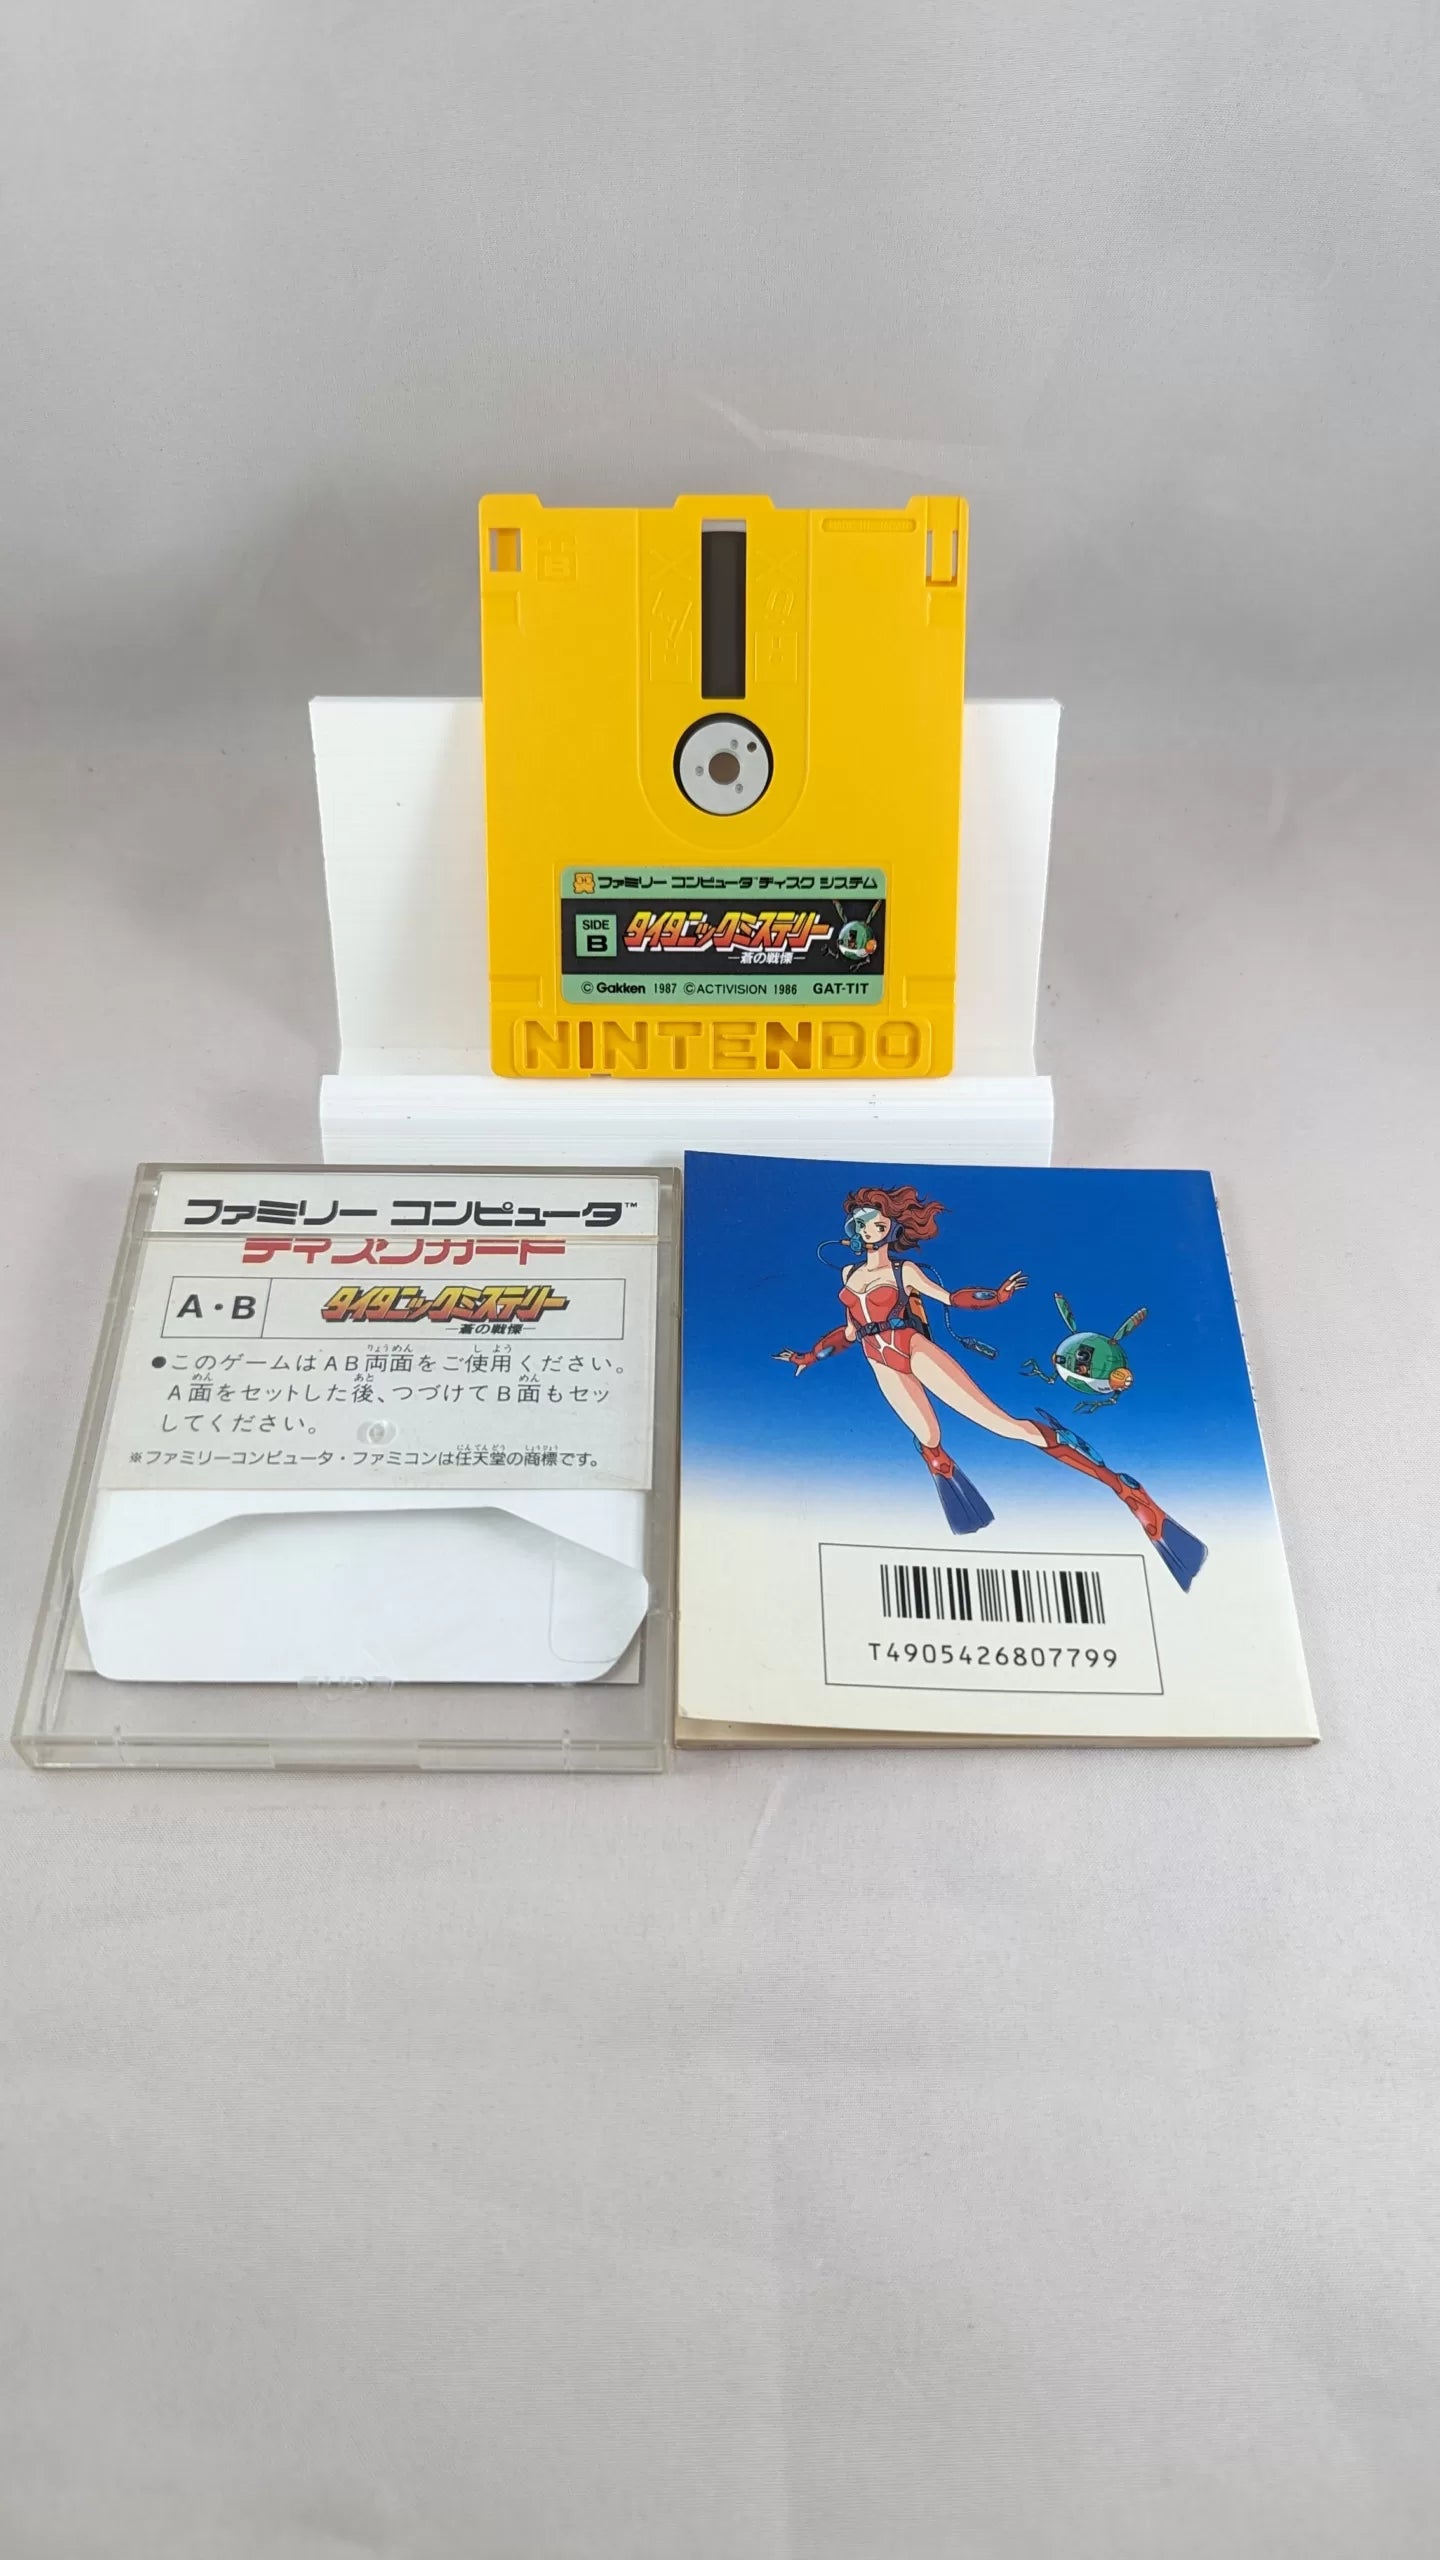 MADE IN JAPAN
ファミリー コンピュータ ディスク システム
SIDE
B
タイタニックミステリー
―蒼の戦慄―
©Gakken 1987 ©ACTIVISION 1986 GAT-TIT
NINTENDO
ファミリー コンピュータ™
ディスクカード
A・B
タイタニックミステリー
―蒼の戦慄―
●このゲームはAB両面をご使用ください。
A面をセットした後、つづけてB面もセッ
してください。
※ファミリーコンピュータ・ファミコンは任天堂の商標です。
T4905426807799